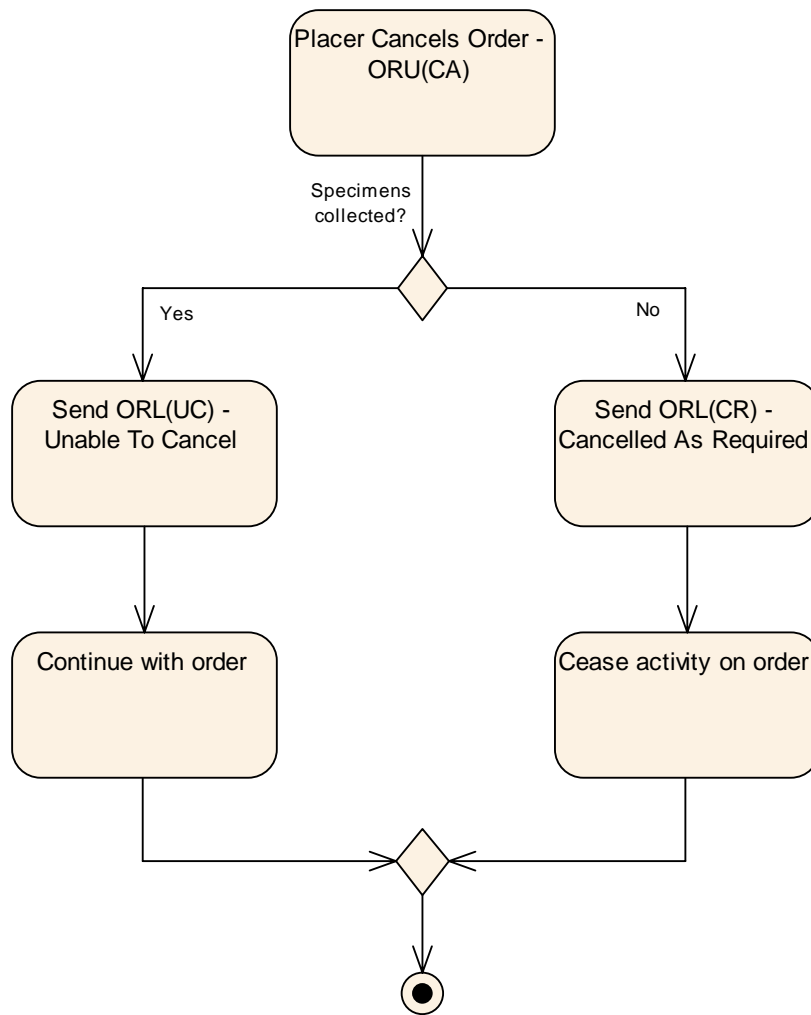 Placer Cancels Order -
ORU(CA)
Specimens
collected?
Yes
No
Send ORL(UC) -
Unable To Cancel
Send ORL(CR) -
Cancelled As Required
Continue with order
Cease activity on order